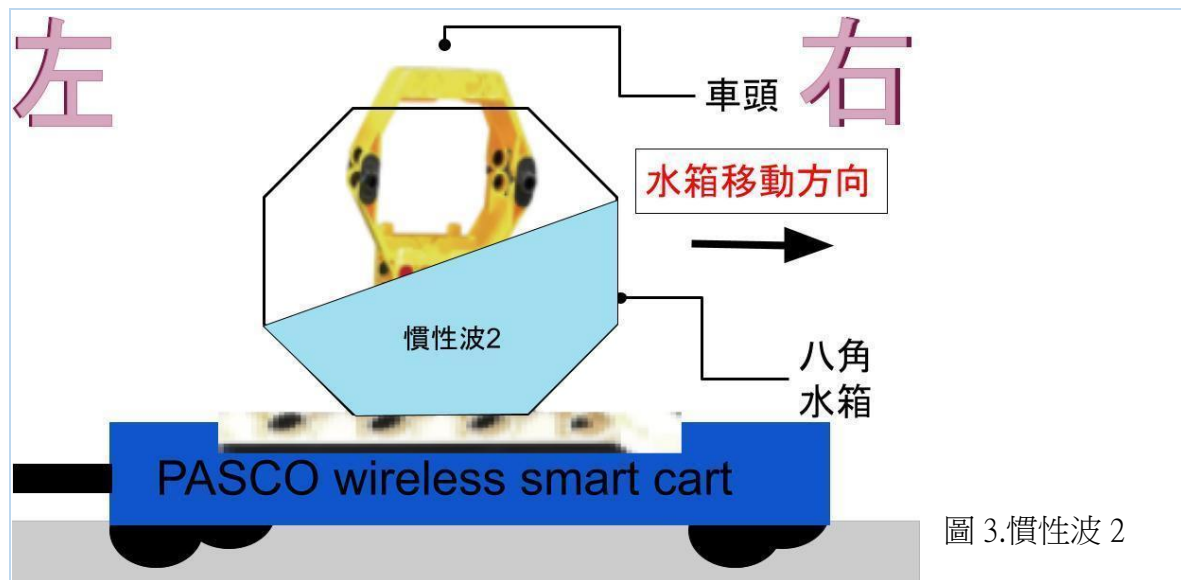 左
右
車頭
水箱移動方向
慣性波2
八角
水箱
PASCO wireless smart cart
圖 3.慣性波 2